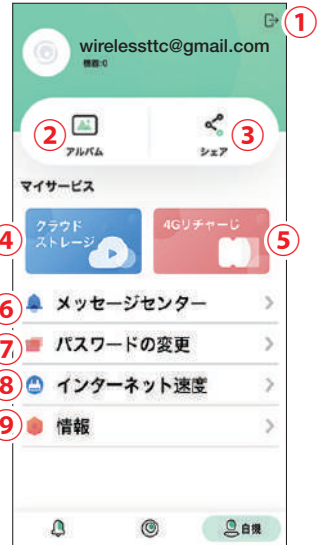 ①
wirelessttc@gmail.com
機器:0
② ③
アルバム シェア
マイサービス
④ クラウド
ストレージ
4Gリチャージ ⑤
⑥ メッセージセンター
⑦ パスワードの変更
⑧ インターネット速度
⑨ 情報
自撮